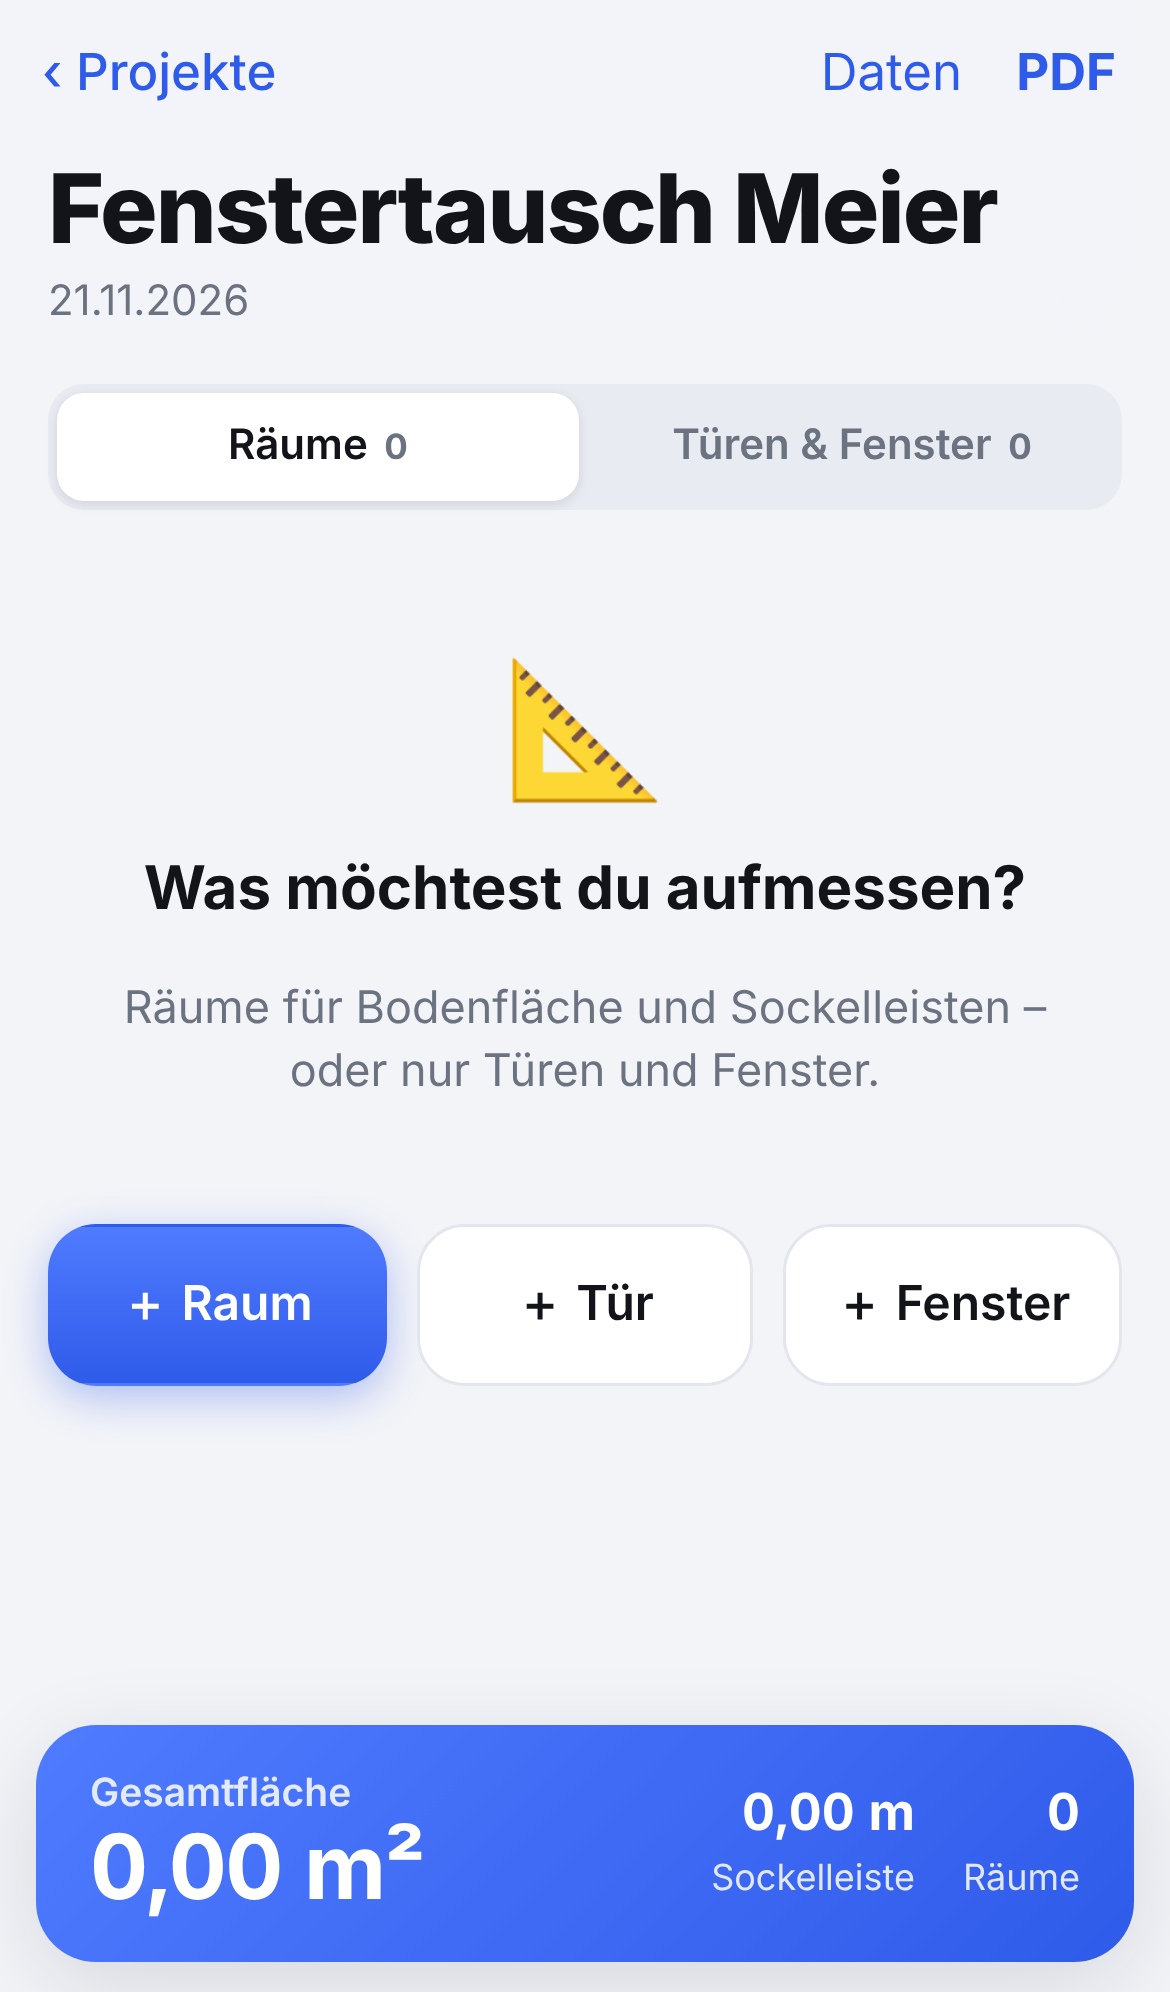 ‹ Projekte Daten PDF
Fenstertausch Meier
21.11.2026
Räume 0 Türen & Fenster 0
Was möchtest du aufmessen?
Räume für Bodenfläche und Sockelleisten –
oder nur Türen und Fenster.
+ Raum + Tür + Fenster
Gesamtfläche
0,00 m²
0,00 m 0
Sockelleiste Räume